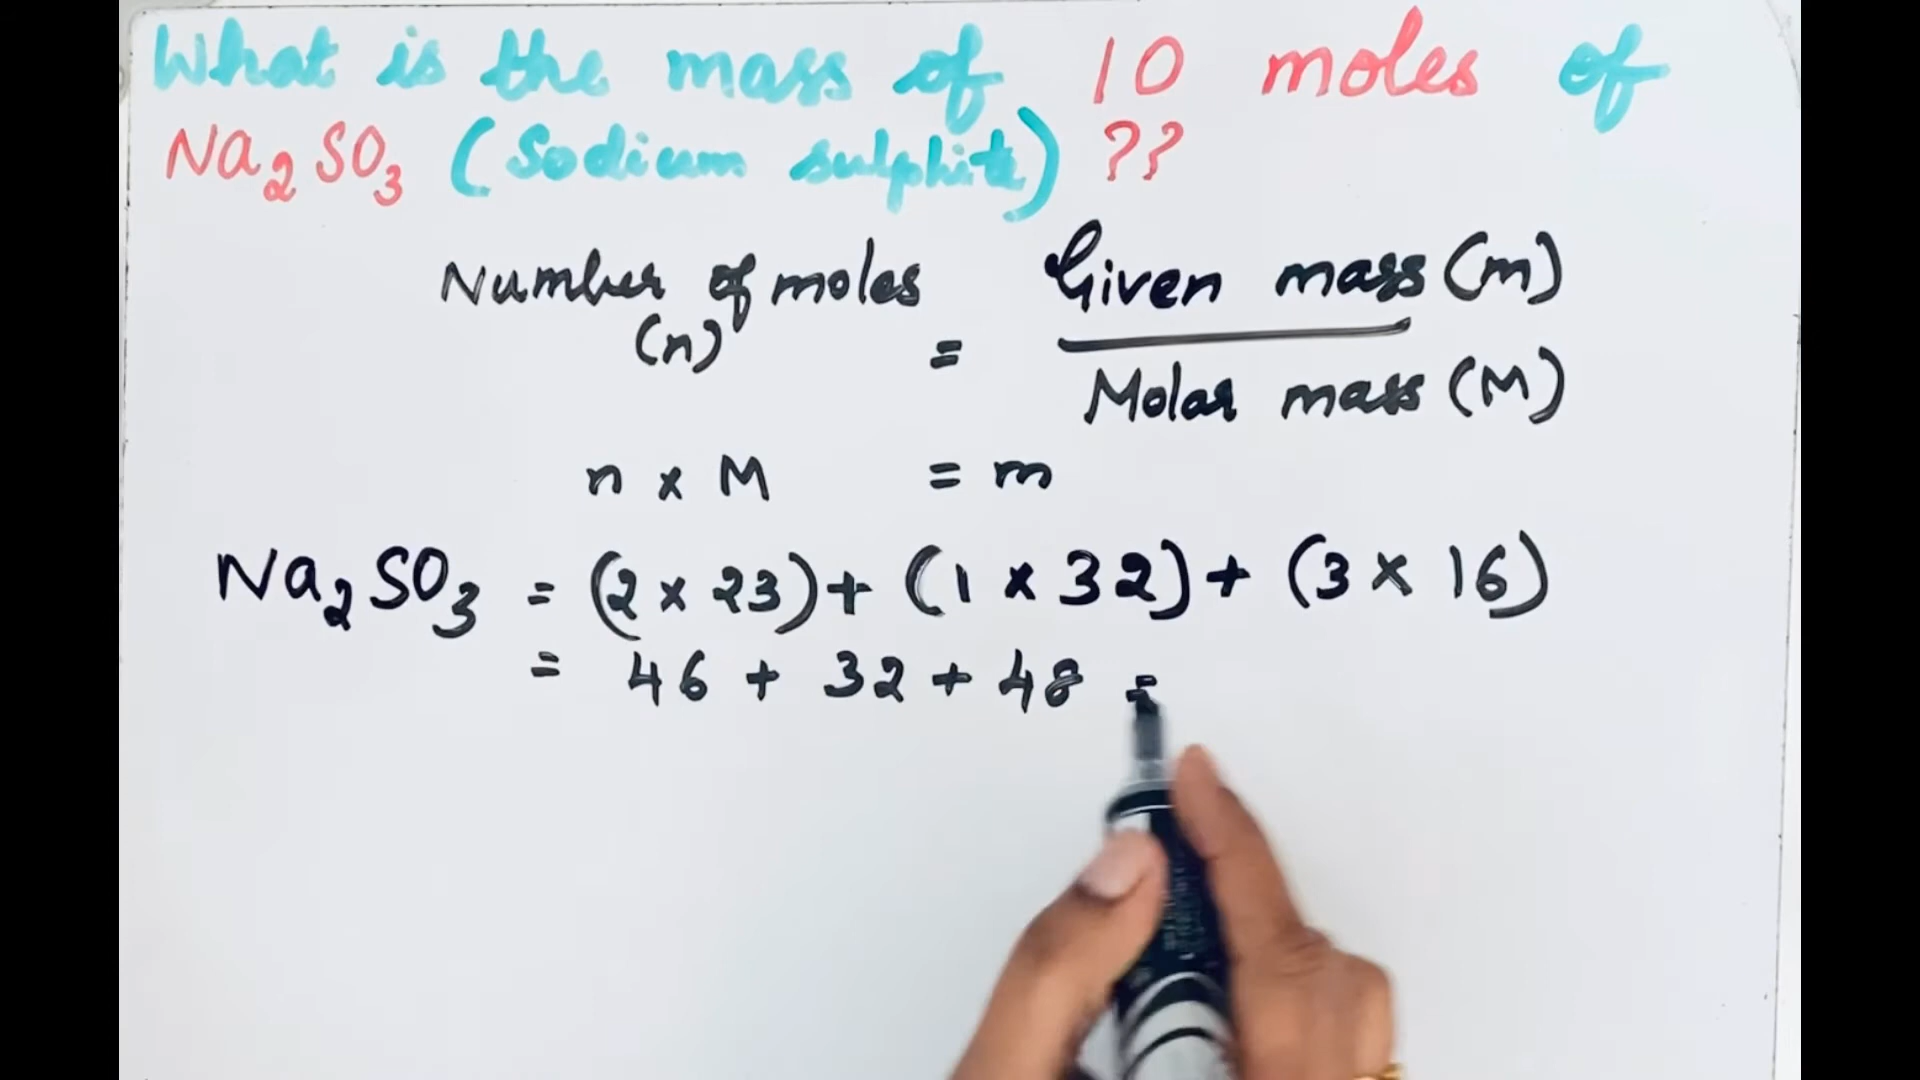 What is the mass of 10 moles of
Na₂SO₃ (Sodium sulphite) ??
Number of moles (n) = Given mass (m)
Molar mass (M)
n × M = m
Na₂SO₃ = (2 × 23) + (1 × 32) + (3 × 16)
= 46 + 32 + 48 =